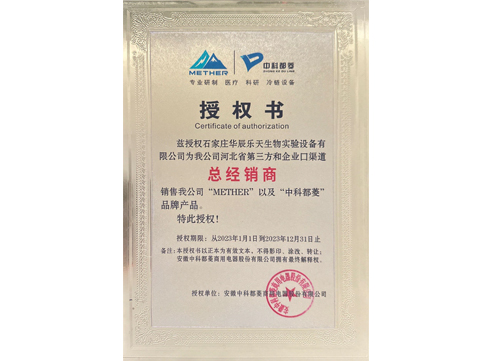 METHER
中科都菱
ZHONG KE DU LING
专业研制 医疗 科研 冷链设备
授权书
Certificate of authorization
兹授权石家庄华辰乐天生物实验设备有
限公司为我公司河北省第三方和企业口渠道
总经销商
销售我公司“METHER”以及“中科都菱”
品牌产品。
特此授权！
授权期限：从2023年1月1日到2023年12月31日止
备注：本授权书以正本为有效文本，不得影印、涂改、转让；
安徽中科都菱商用电器股份有限公司拥有最终解释权。
授权单位：安徽中科都菱商用电器股份有限公司